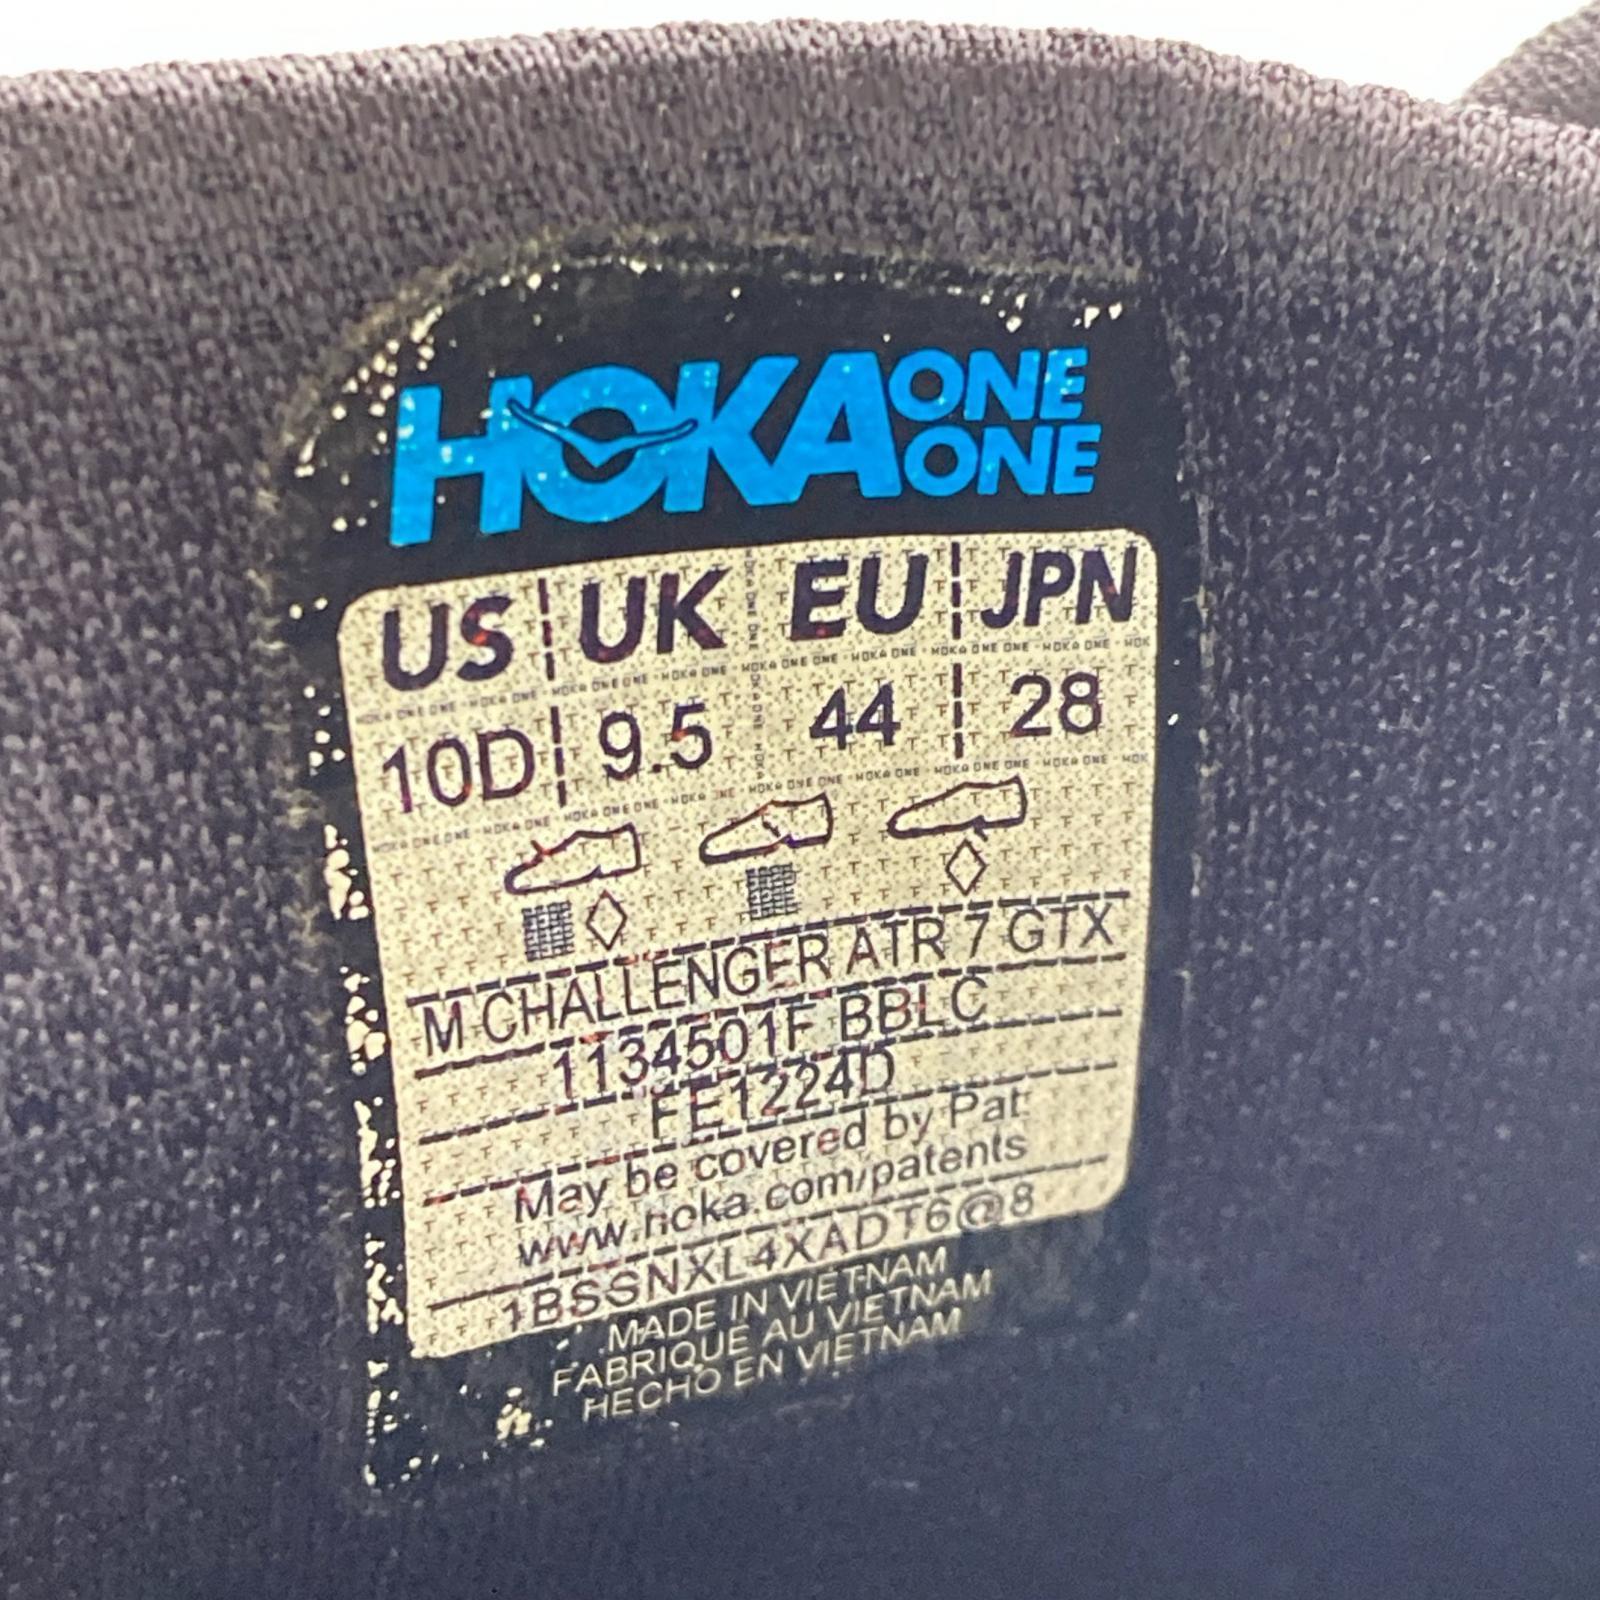 HOKA ONE ONE
US UK EU JPN
10D 9.5 44 28
M CHALLENGER ATR 7 GTX
1134501F BBLC
FE1224D
May be covered by Pat
www.hoka.com/patents
1BSSNXL4XADT6@8
MADE IN VIETNAM
FABRIQUÉ AU VIETNAM
HECHO EN VIETNAM